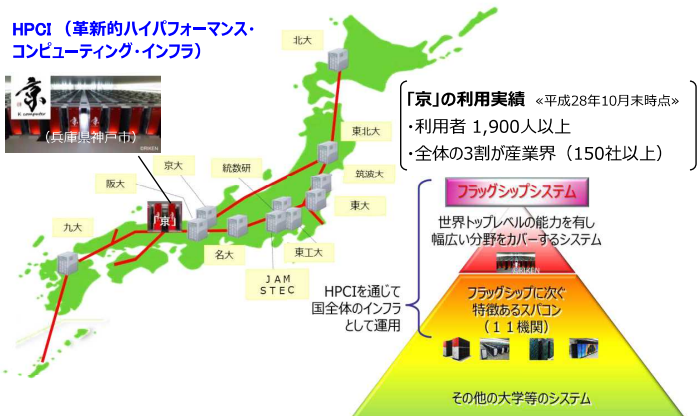 HPCI （革新的ハイパフォーマンス・
コンピューティング・インフラ）
京
K computer
（兵庫県神戸市）
©RIKEN
北大
「京」の利用実績 ≪平成28年10月末時点≫
・利用者 1,900人以上
・全体の3割が産業界（150社以上）
東北大
京大
統数研
筑波大
阪大
東大
「京」
九大
名大
東工大
ＪＡＭ
ＳＴＥＣ
フラッグシップシステム
世界トップレベルの能力を有し
幅広い分野をカバーするシステム
©RIKEN
HPCIを通じて
国全体のインフラ
として運用
フラッグシップに次ぐ
特徴あるスパコン
（１１機関）
その他の大学等のシステム